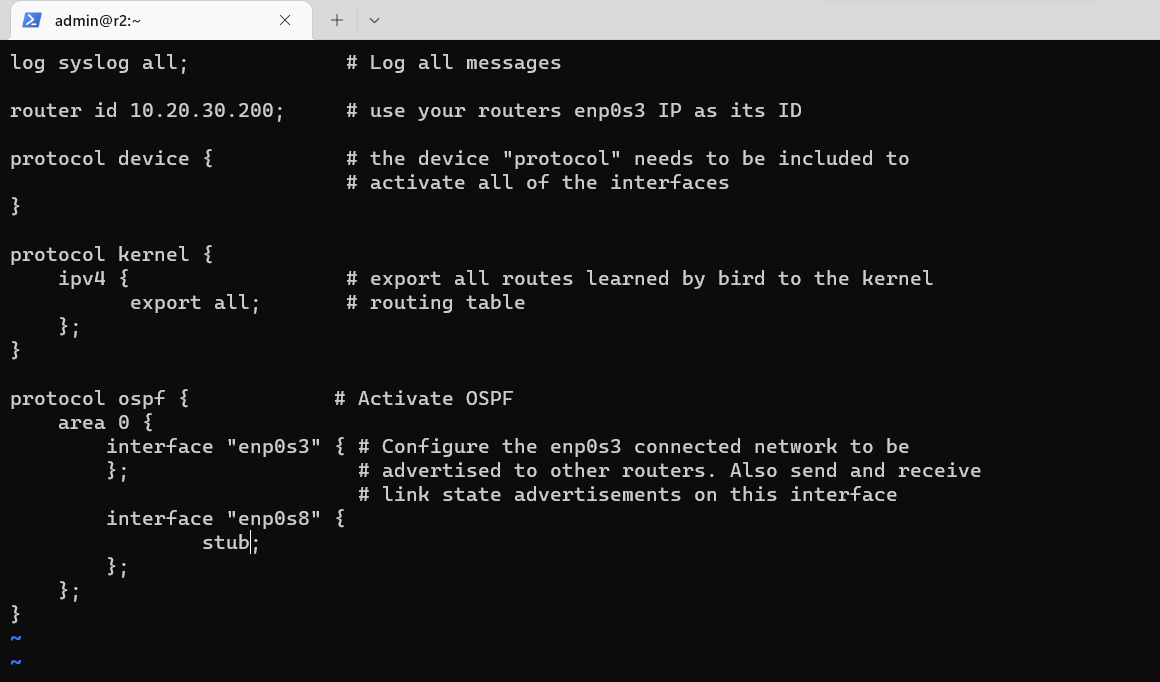 admin@r2:~
log syslog all;             # Log all messages
router id 10.20.30.200;     # use your routers enp0s3 IP as its ID
protocol device {           # the device "protocol" needs to be included to
                            # activate all of the interfaces
}
protocol kernel {
    ipv4 {                  # export all routes learned by bird to the kernel
          export all;       # routing table
    };
}
protocol ospf {            # Activate OSPF
    area 0 {
        interface "enp0s3" { # Configure the enp0s3 connected network to be
        };                   # advertised to other routers. Also send and receive
                             # link state advertisements on this interface
        interface "enp0s8" {
                stub;
        };
    };
}
~
~